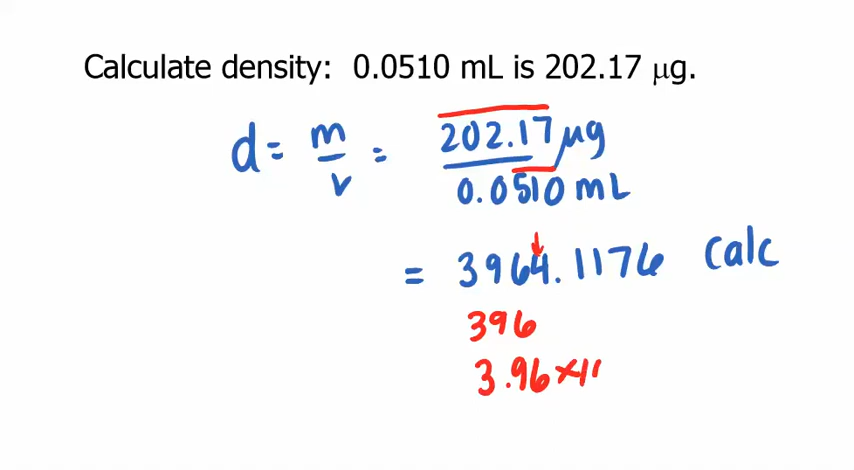 Calculate density: 0.0510 mL is 202.17 μg.
d = m/v = 202.17 μg / 0.0510 mL
= 3964.1176 calc
396
3.96 × 10